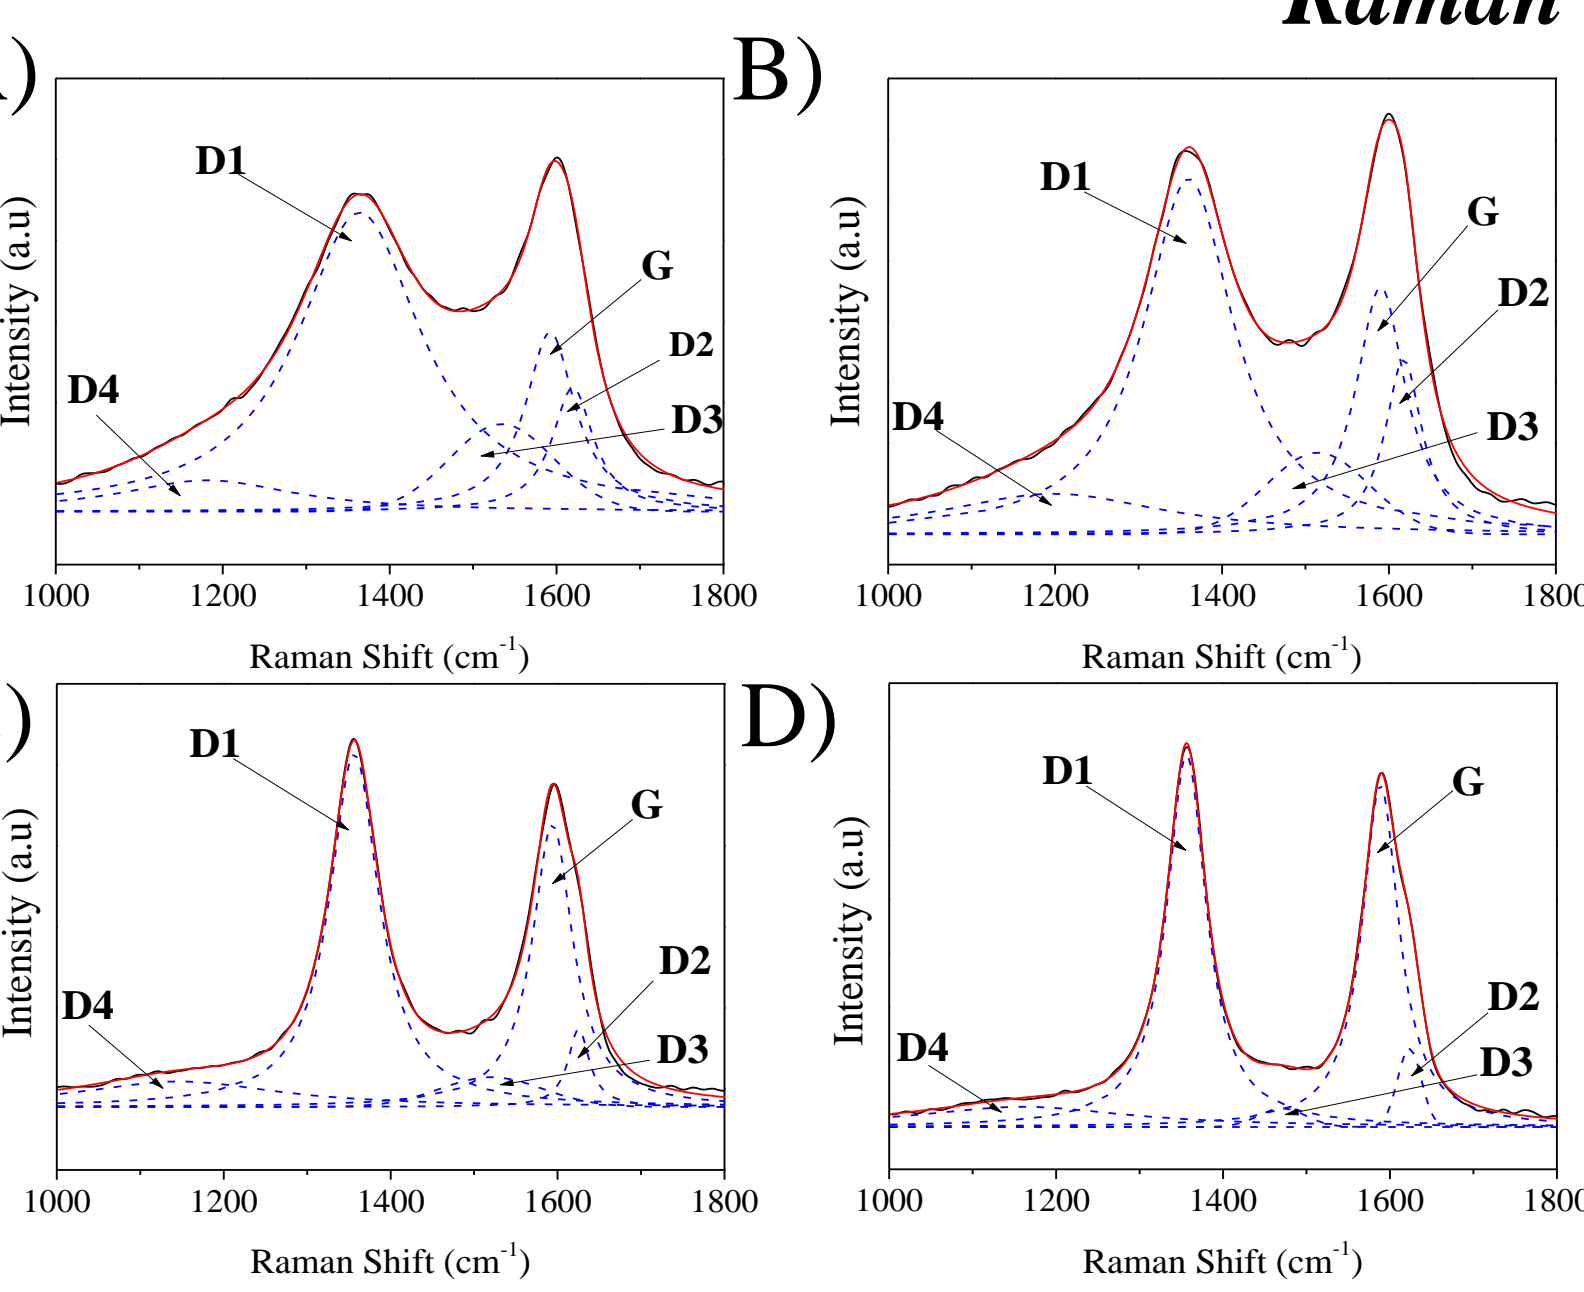 Raman
)
B)
D1
G
D2
D3
D4
Intensity (a.u)
1000 1200 1400 1600 1800
Raman Shift (cm-1)
D1
G
D2
D3
D4
Intensity (a.u)
1000 1200 1400 1600 1800
Raman Shift (cm-1)
)
D)
D1
G
D2
D3
D4
Intensity (a.u)
1000 1200 1400 1600 1800
Raman Shift (cm-1)
D1
G
D2
D3
D4
Intensity (a.u)
1000 1200 1400 1600 1800
Raman Shift (cm-1)